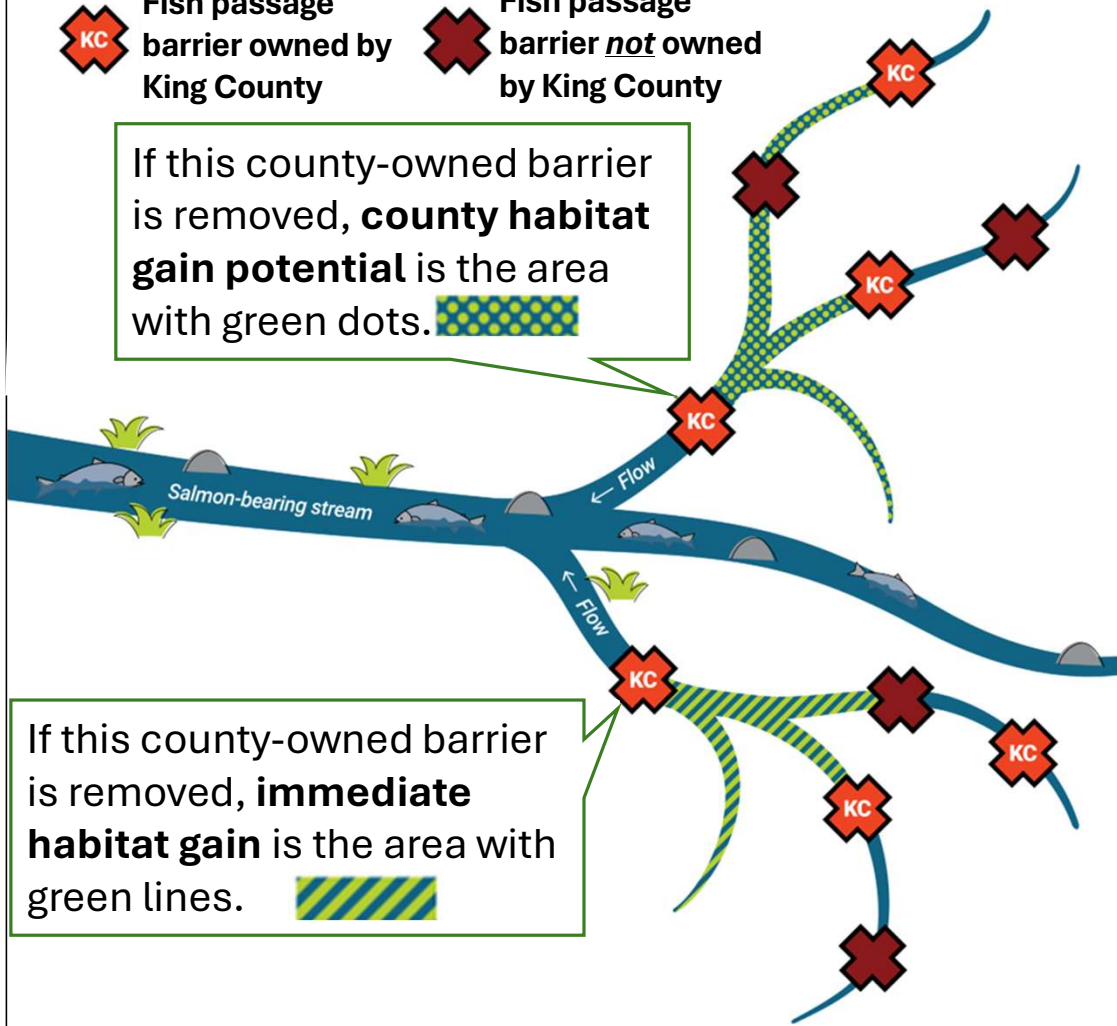 Fish passage
barrier owned by
King County
KC
Fish passage
barrier not owned
by King County
KC
If this county-owned barrier
is removed, county habitat
gain potential is the area
with green dots.
KC
KC
← Flow
Salmon-bearing stream
← Flow
KC
If this county-owned barrier
is removed, immediate
habitat gain is the area with
green lines.
KC
KC